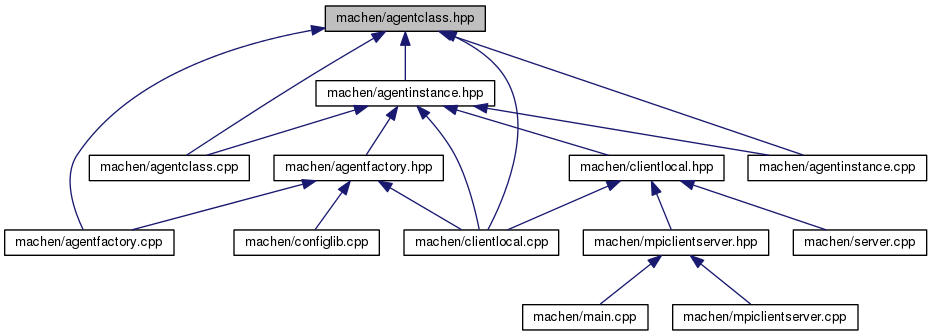 machen/agentclass.hpp
machen/agentinstance.hpp
machen/agentclass.cpp
machen/agentfactory.hpp
machen/clientlocal.hpp
machen/agentinstance.cpp
machen/agentfactory.cpp
machen/configlib.cpp
machen/clientlocal.cpp
machen/mpiclientserver.hpp
machen/server.cpp
machen/main.cpp
machen/mpiclientserver.cpp